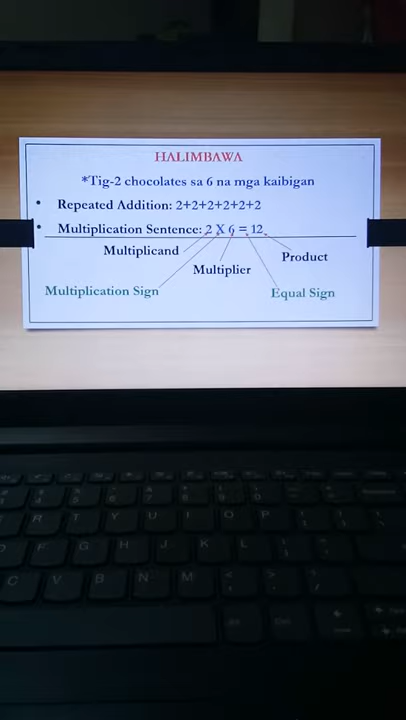 HALIMBAWA
*Tig-2 chocolates sa 6 na mga kaibigan
• Repeated Addition: 2+2+2+2+2+2
• Multiplication Sentence: 2 X 6 = 12
Multiplicand
Product
Multiplier
Multiplication Sign
Equal Sign
R T Y U I O P
F G H J K L
C V B N M